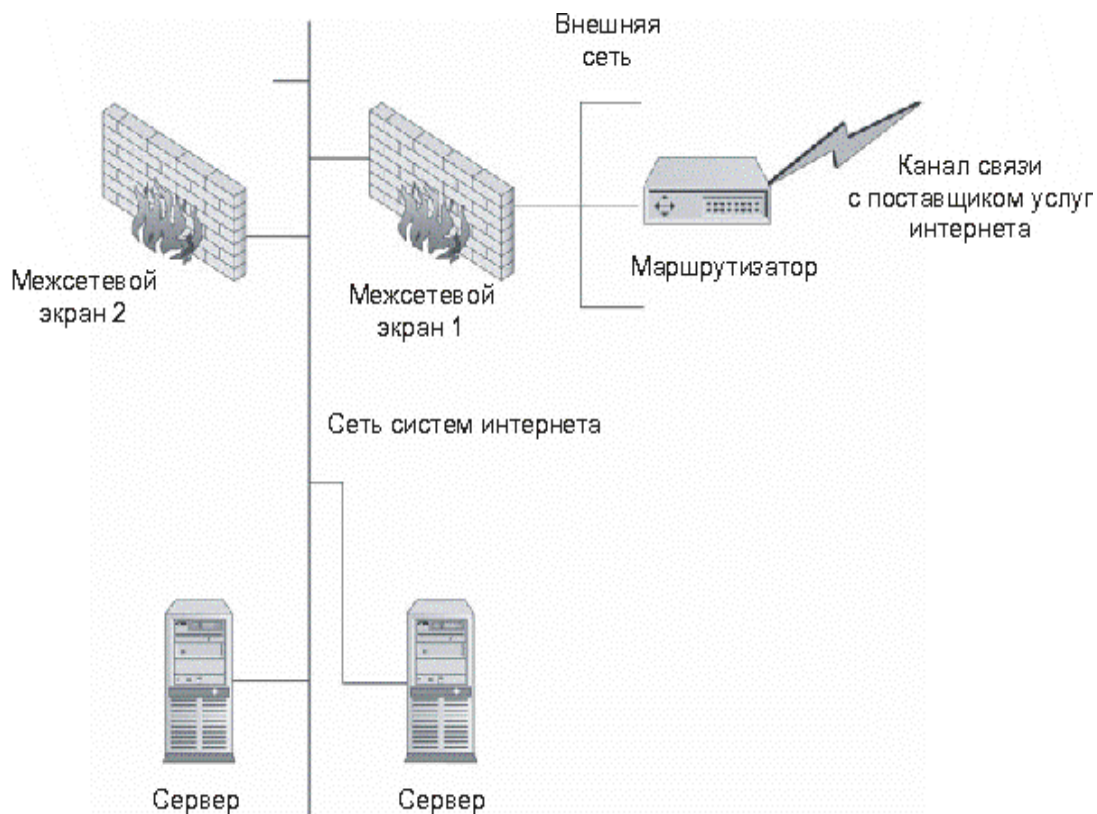 Внешняя
сеть
Канал связи
с поставщиком услуг
интернета
Маршрутизатор
Межсетевой
экран 2
Межсетевой
экран 1
Сеть систем интернета
Сервер
Сервер